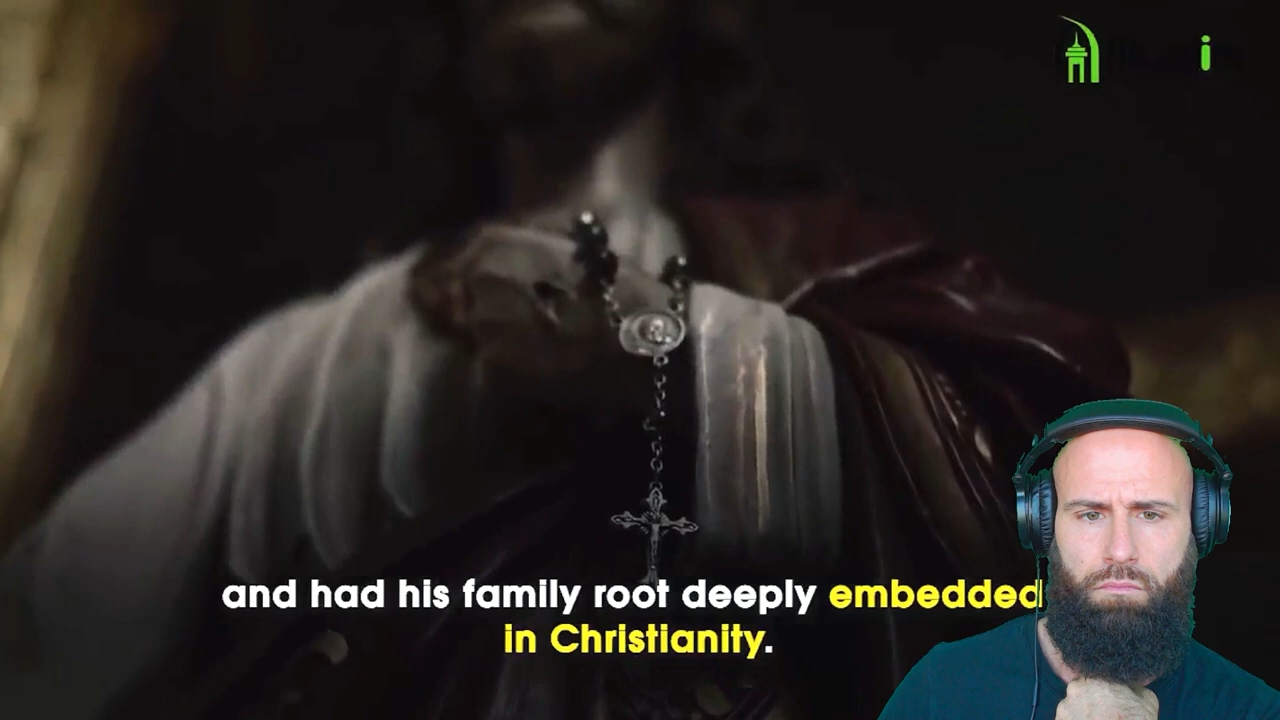 and had his family root deeply embedded
in Christianity.